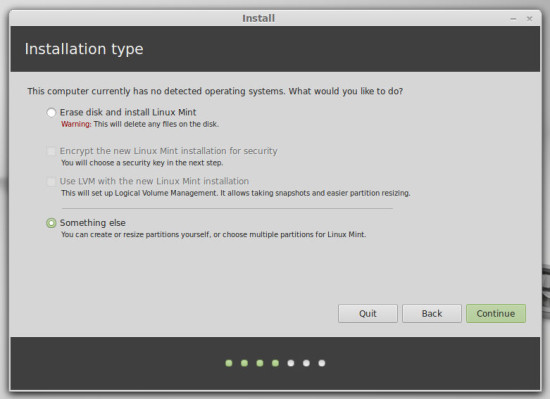 Install
Installation type
This computer currently has no detected operating systems. What would you like to do?
Erase disk and install Linux Mint
Warning: This will delete any files on the disk.
Encrypt the new Linux Mint installation for security
You will choose a security key in the next step.
Use LVM with the new Linux Mint installation
This will set up Logical Volume Management. It allows taking snapshots and easier partition resizing.
Something else
You can create or resize partitions yourself, or choose multiple partitions for Linux Mint.
Quit Back Continue